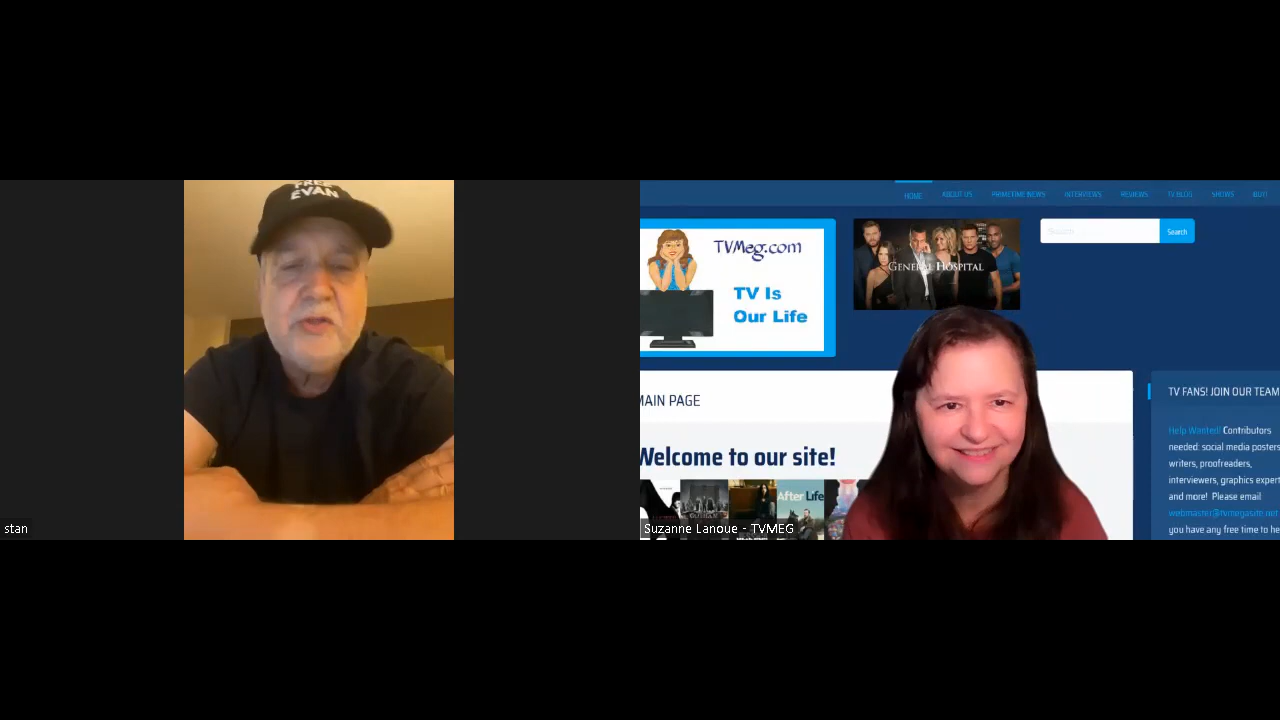 FREE
EVAN
stan
HOME
ABOUT US
PRIMETIME NEWS
INTERVIEWS
REVIEWS
TV BLOG
SHOWS
BUY!
TVMeg.com
TV Is
Our Life
GENERAL HOSPITAL
Search
MAIN PAGE
Welcome to our site!
After Life
TV FANS! JOIN OUR TEAM
Help Wanted! Contributors
needed: social media posters
writers, proofreaders,
interviewers, graphics expert
and more! Please email
webmaster@tvmegasite.net
you have any free time to he
Suzanne Lanoue - TVMEG